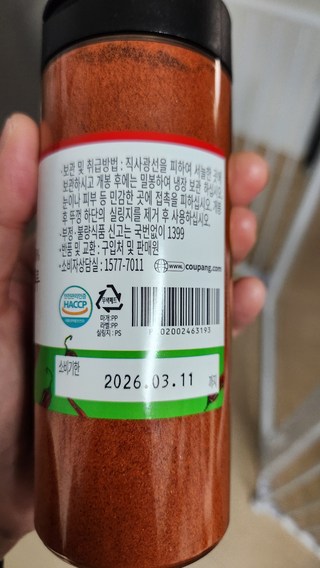 ·보관 및 취급방법 : 직사광선을 피하여 서늘한 곳에
보관하시고 개봉 후에는 밀봉하여 냉장 보관 하십시오.
눈이나 피부 등 민감한 곳에 접촉을 피하십시오. 개봉
후 뚜껑 하단의 실링지를 제거 후 사용하십시오.
·부정·불량식품 신고는 국번없이 1399
·반품 및 교환 : 구입처 및 판매원
·소비자상담실 : 1577-7011
www.coupang.com
HACCP
무색페트
마개:PP
라벨:PP
실링지 : PS
02002463193
소비기한
2026.03.11